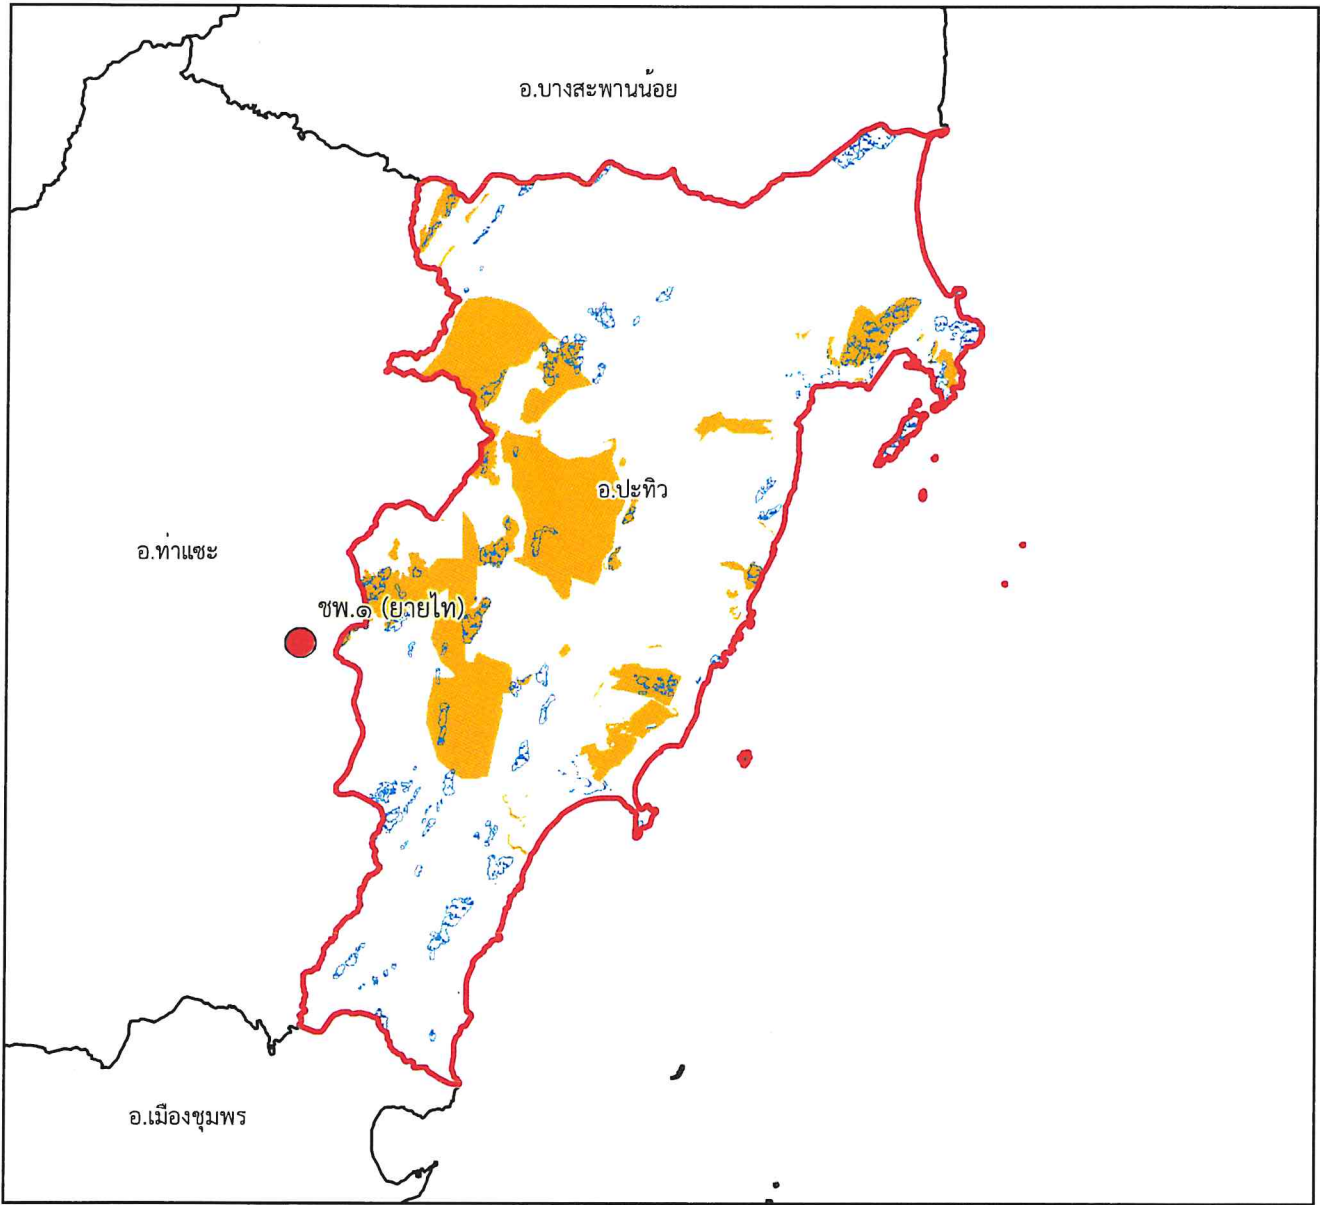 อ.บางสะพานน้อย
อ.ปะทิว
อ.ท่าแซะ
ชพ.๑ (ยายไท)
อ.เมืองชุมพร